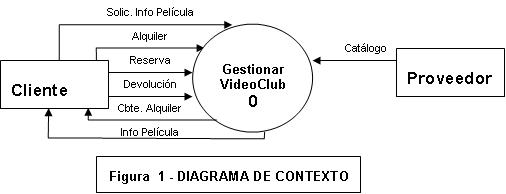 Solic. Info Película
Alquiler
Reserva
Devolución
Cbte. Alquiler
Info Película
Cliente
Gestionar
VideoClub
0
Catálogo
Proveedor
Figura 1 - DIAGRAMA DE CONTEXTO